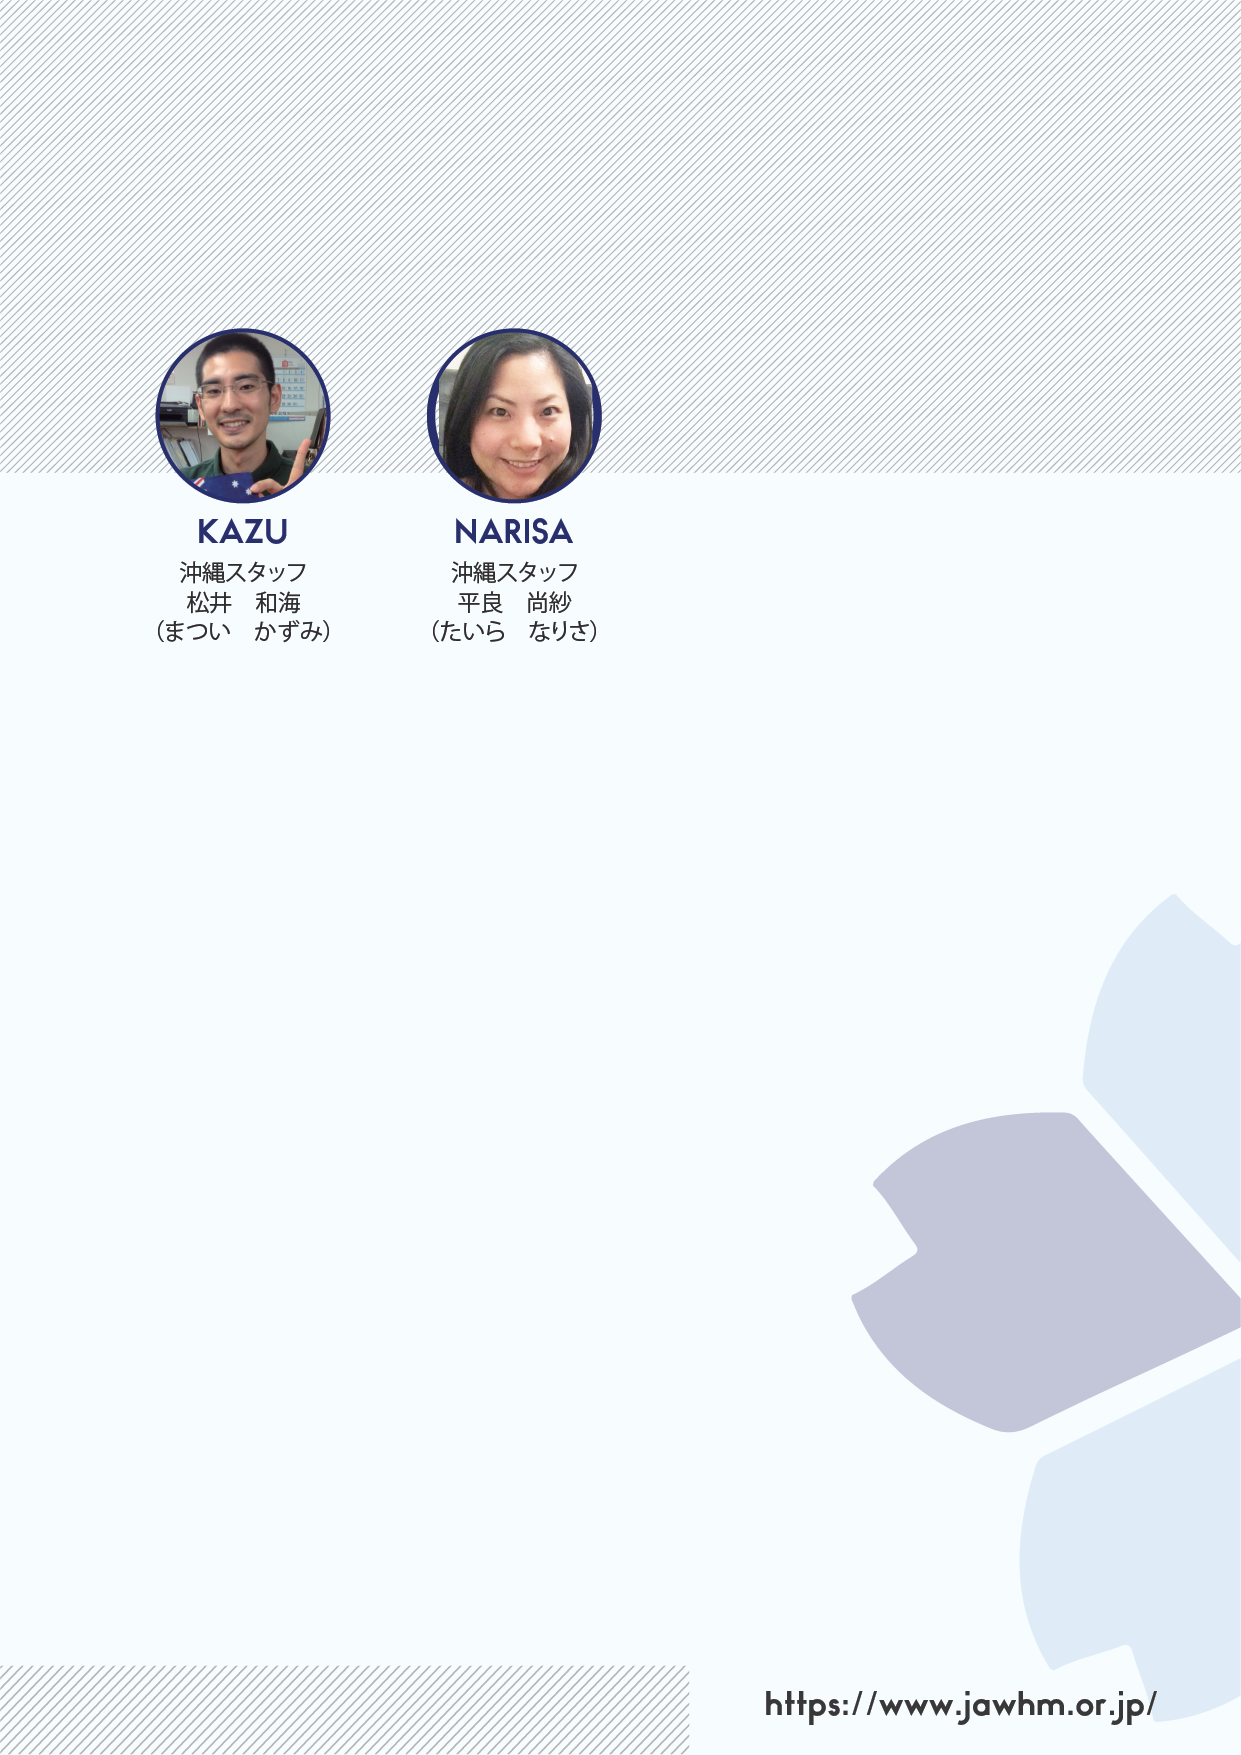 KAZU
沖縄スタッフ
松井　和海
（まつい　かずみ）
NARISA
沖縄スタッフ
平良　尚紗
（たいら　なりさ）
https://www.jawhm.or.jp/